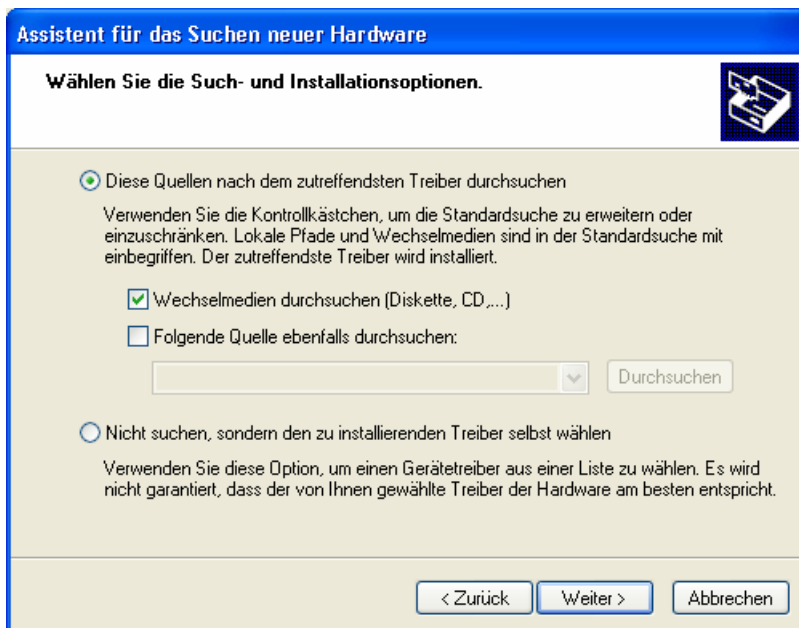 Assistent für das Suchen neuer Hardware
Wählen Sie die Such- und Installationsoptionen.
Diese Quellen nach dem zutreffendsten Treiber durchsuchen
Verwenden Sie die Kontrollkästchen, um die Standardsuche zu erweitern oder
einzuschränken. Lokale Pfade und Wechselmedien sind in der Standardsuche mit
einbegriffen. Der zutreffendste Treiber wird installiert.
Wechselmedien durchsuchen (Diskette, CD,...)
Folgende Quelle ebenfalls durchsuchen:
Durchsuchen
Nicht suchen, sondern den zu installierenden Treiber selbst wählen
Verwenden Sie diese Option, um einen Gerätetreiber aus einer Liste zu wählen. Es wird
nicht garantiert, dass der von Ihnen gewählte Treiber der Hardware am besten entspricht.
< Zurück Weiter > Abbrechen